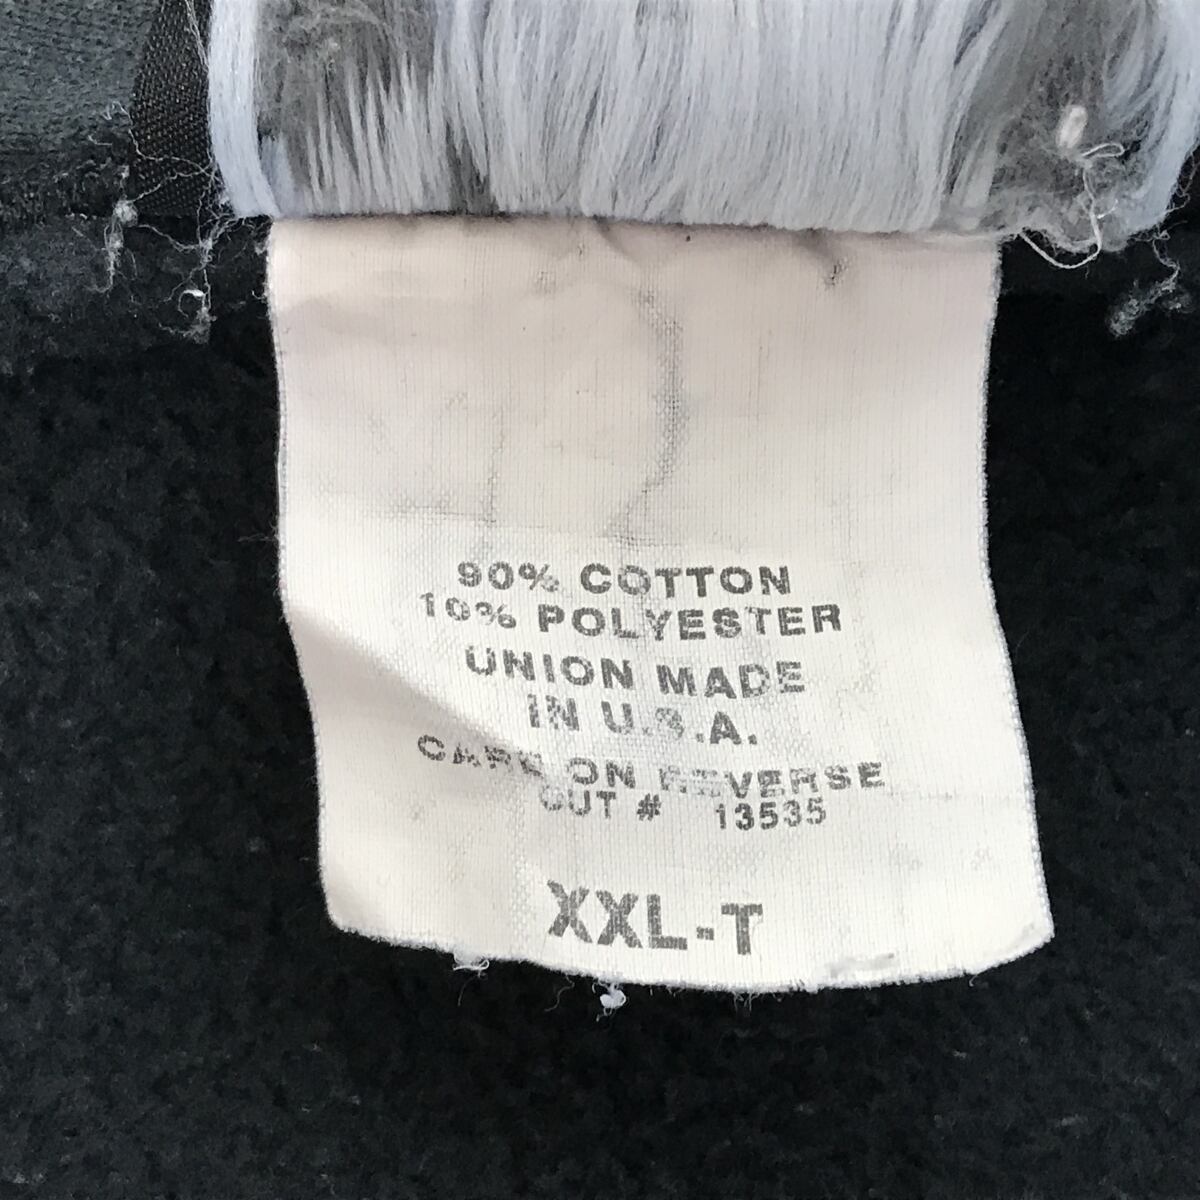 90% COTTON
10% POLYESTER
UNION MADE
IN U.S.A.
CARE ON REVERSE
CUT # 13535
XXL-T